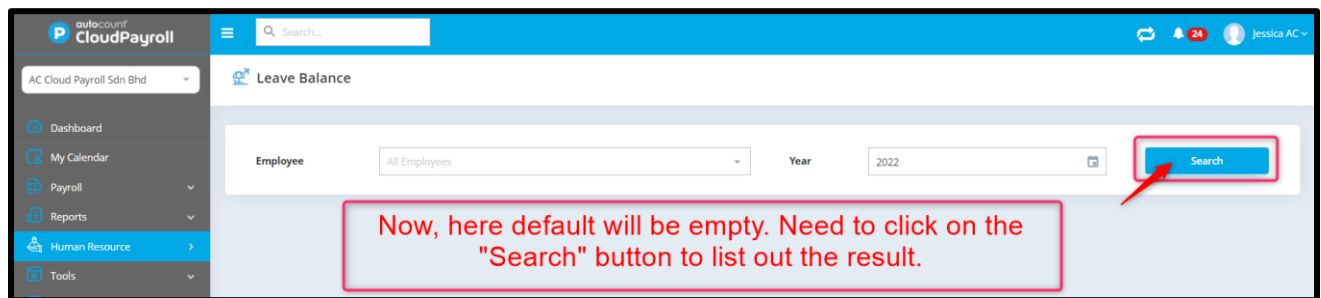 autocount
CloudPayroll
Search...
24
Jessica AC
AC Cloud Payroll Sdn Bhd
Leave Balance
Dashboard
My Calendar
Payroll
Reports
Human Resource
Tools
Employee
All Employees
Year
2022
Search
Now, here default will be empty. Need to click on the
"Search" button to list out the result.